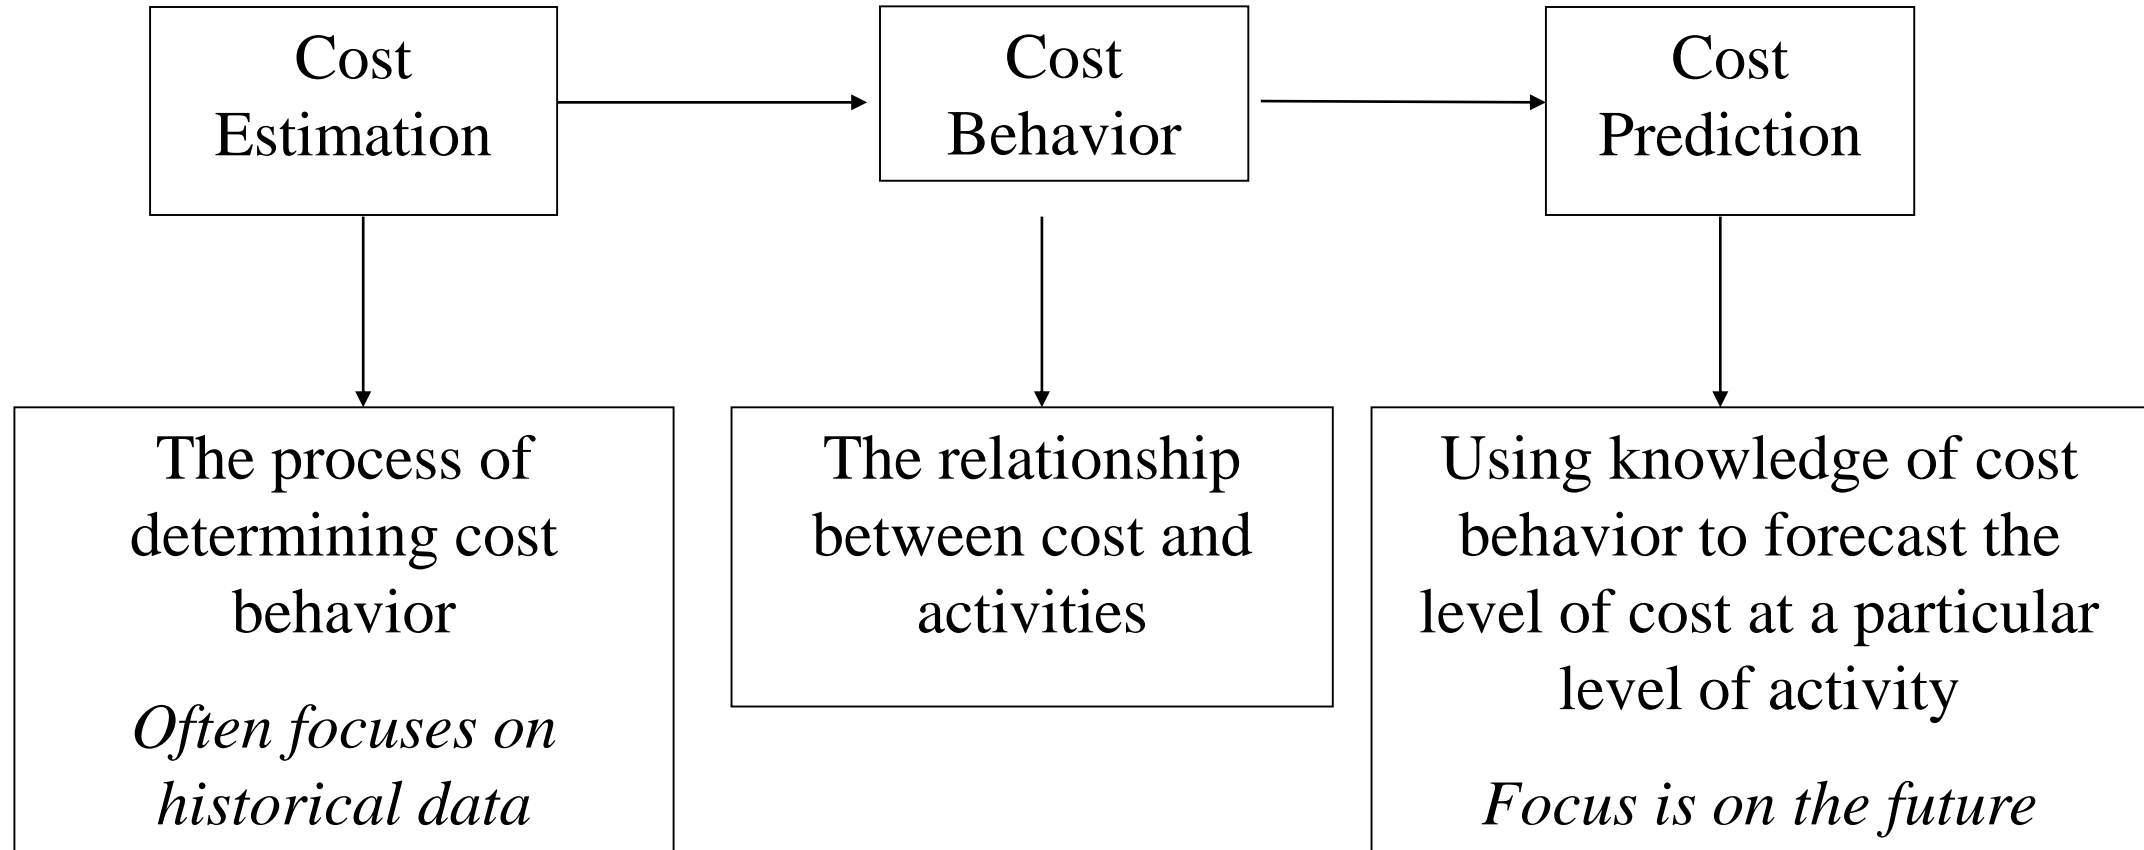 Cost
Estimation
Cost
Behavior
Cost
Prediction
The process of
determining cost
behavior
Often focuses on
historical data
The relationship
between cost and
activities
Using knowledge of cost
behavior to forecast the
level of cost at a particular
level of activity
Focus is on the future